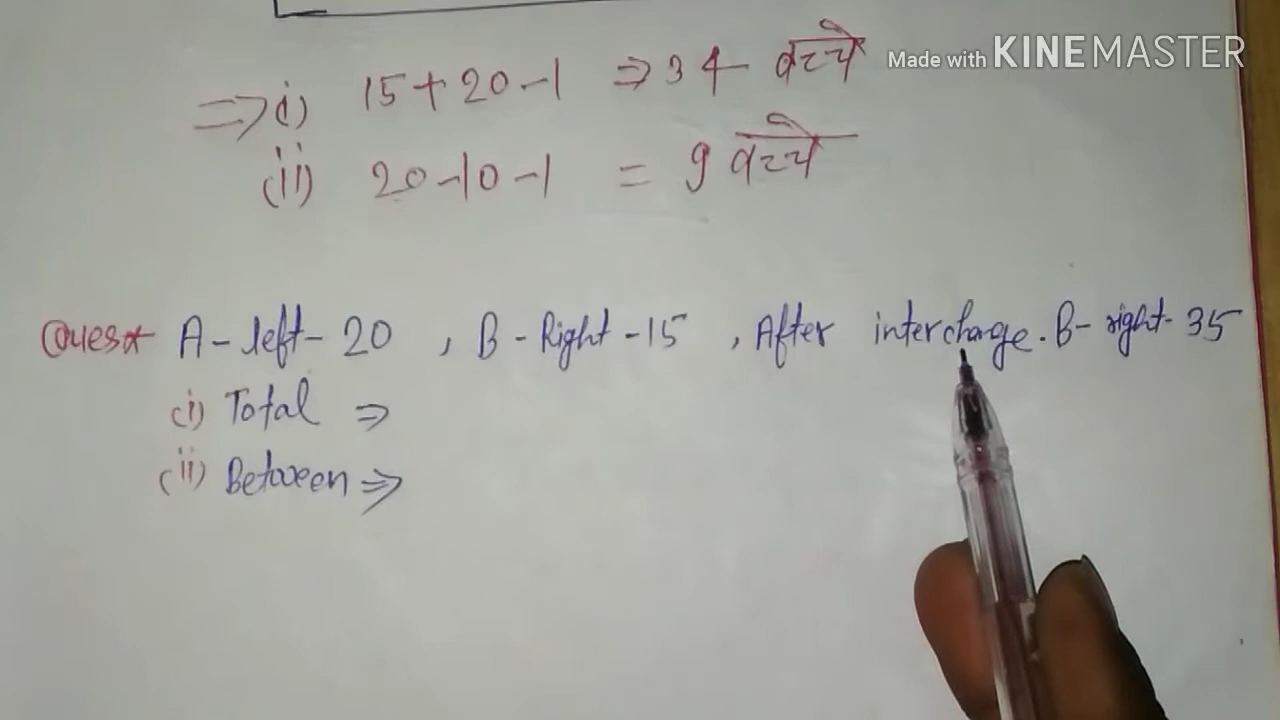 Made with KINEMASTER
⇒ (i) 15+20-1 ⇒ 34 बच्चे
(ii) 20-10-1 = 9 बच्चे
Ques* A-left-20 , B-Right-15 , After interchange. B-right-35
(i) Total ⇒
(ii) Between ⇒